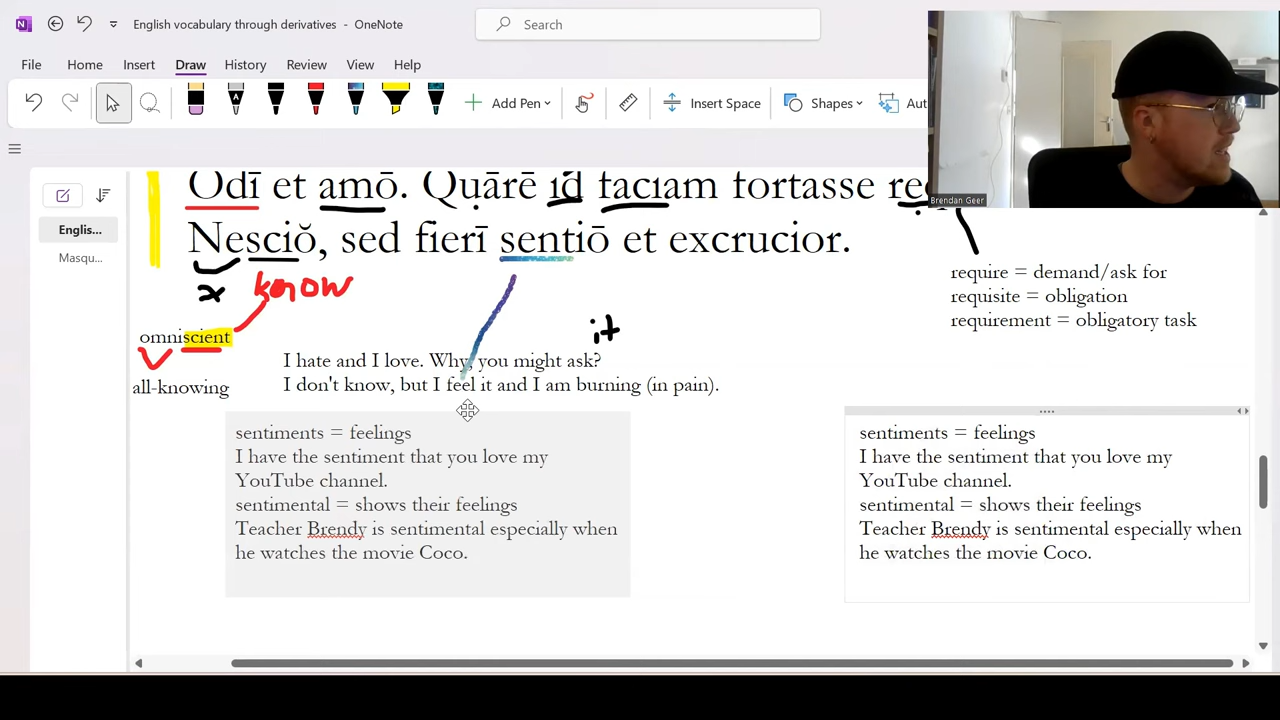 English vocabulary through derivatives - OneNote
Search
File Home Insert Draw History Review View Help
Add Pen Insert Space Shapes Aut
Brendan Geer
Englis...
Masqu...
Odī et amō. Quārē id faciam fortasse
Nesciŏ, sed fierī sentiō et excrucior.
x know
omniscient
all-knowing
it
I hate and I love. Why, you might ask?
I don't know, but I feel it and I am burning (in pain).
require = demand/ask for
requisite = obligation
requirement = obligatory task
sentiments = feelings
I have the sentiment that you love my
YouTube channel.
sentimental = shows their feelings
Teacher Brendy is sentimental especially when
he watches the movie Coco.
sentiments = feelings
I have the sentiment that you love my
YouTube channel.
sentimental = shows their feelings
Teacher Brendy is sentimental especially when
he watches the movie Coco.